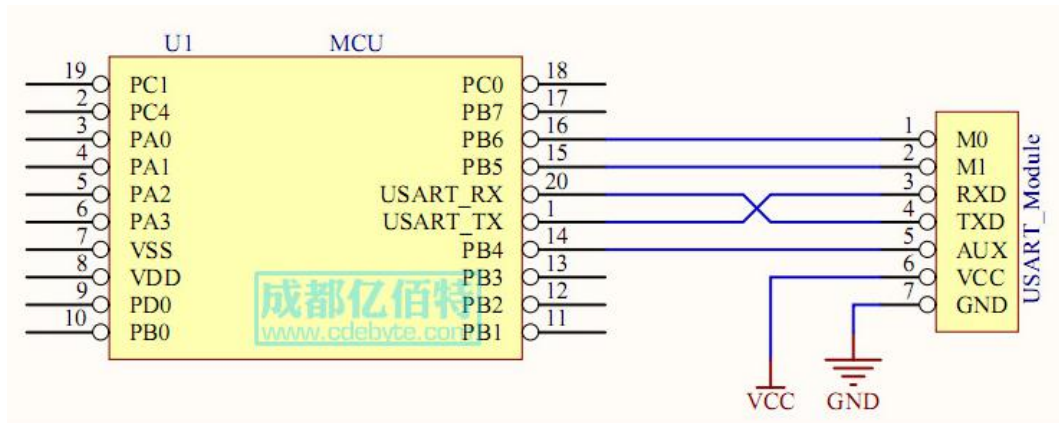 U1 MCU
19 PC1 PC0 18
2 PC4 PB7 17
3 PA0 PB6 16 1 M0
4 PA1 PB5 15 2 M1
5 PA2 USART_RX 20 3 RXD
6 PA3 USART_TX 1 4 TXD
7 VSS PB4 14 5 AUX
8 VDD PB3 13 6 VCC
9 PD0 PB2 12 7 GND
10 PB0 PB1 11
USART_Module
成都亿佰特
www.cdebyte.com
VCC GND